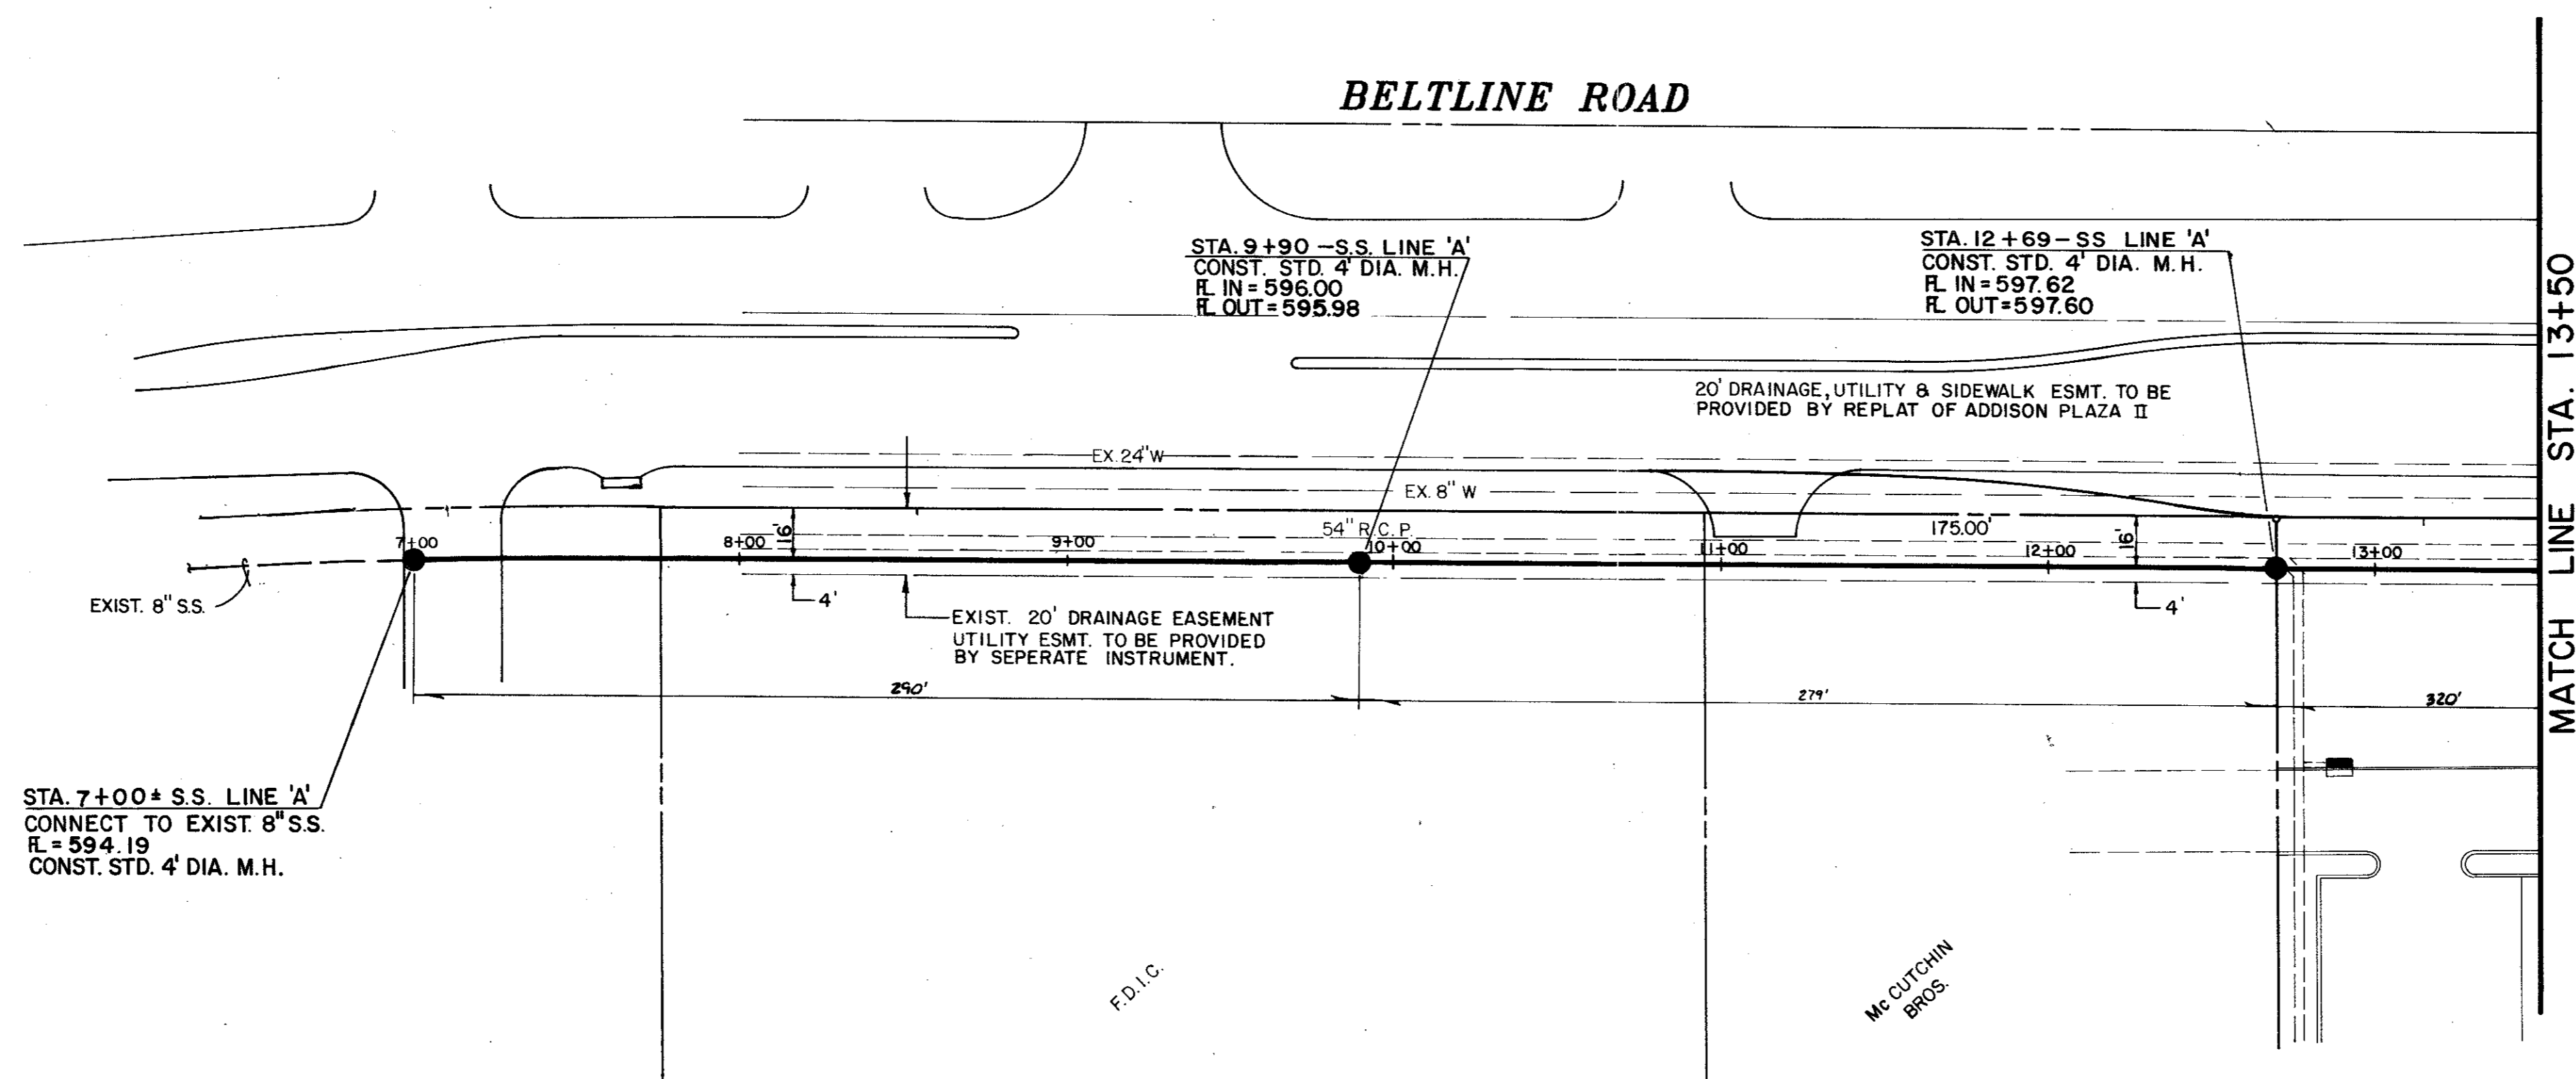 BELTLINE ROAD
STA. 9+90 -S.S. LINE 'A'
CONST. STD. 4' DIA. M.H.
FL IN = 596.00
FL OUT = 595.98
STA. 12+69-SS LINE 'A'
CONST. STD. 4' DIA. M.H.
FL IN = 597.62
FL OUT=597.60
MATCH LINE STA. 13+50
20' DRAINAGE, UTILITY & SIDEWALK ESMT. TO BE
PROVIDED BY REPLAT OF ADDISON PLAZA II
EX. 24" W
EX. 8" W
54" R.C.P.
175.00'
16'
16'
7+00
8+00
9+00
10+00
11+00
12+00
13+00
EXIST. 8" S.S.
4'
4'
EXIST. 20' DRAINAGE EASEMENT
UTILITY ESMT. TO BE PROVIDED
BY SEPERATE INSTRUMENT.
290'
279'
320'
STA. 7+00± S.S. LINE 'A'
CONNECT TO EXIST. 8" S.S.
FL = 594.19
CONST. STD. 4' DIA. M.H.
F.D.I.C.
Mc CUTCHIN
BROS.